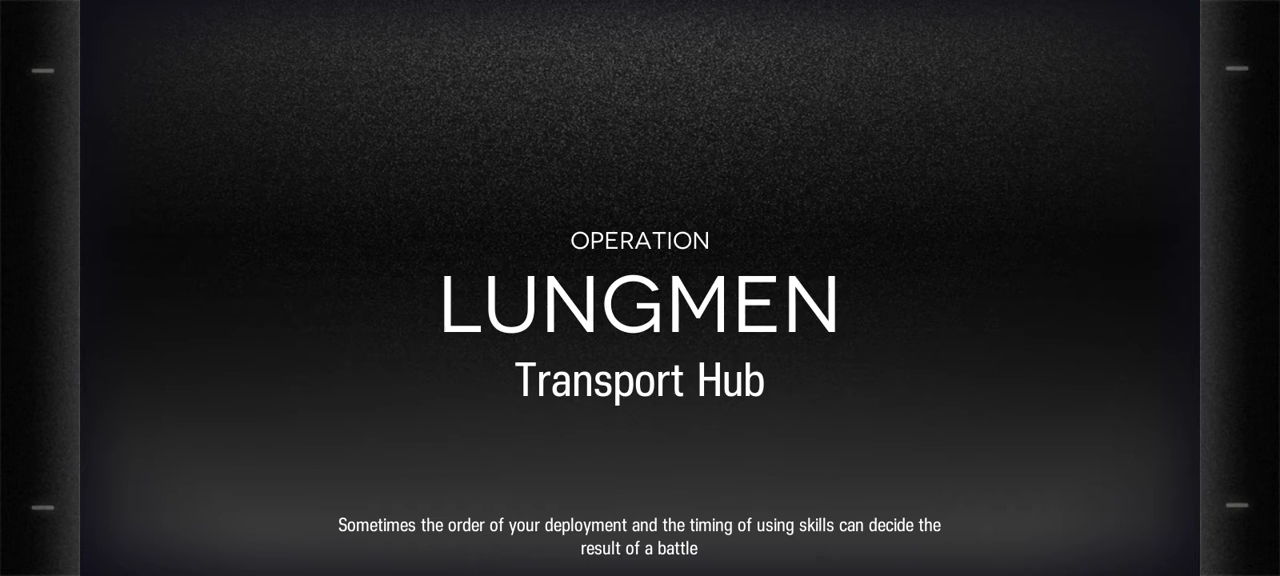 OPERATION
LUNGMEN
Transport Hub
Sometimes the order of your deployment and the timing of using skills can decide the
result of a battle